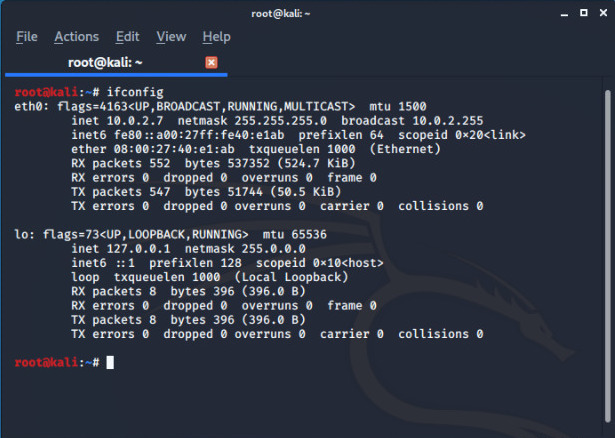 root@kali: ~
File Actions Edit View Help
root@kali: ~
root@kali:~# ifconfig
eth0: flags=4163<UP,BROADCAST,RUNNING,MULTICAST>  mtu 1500
        inet 10.0.2.7  netmask 255.255.255.0  broadcast 10.0.2.255
        inet6 fe80::a00:27ff:fe40:e1ab  prefixlen 64  scopeid 0×20<link>
        ether 08:00:27:40:e1:ab  txqueuelen 1000  (Ethernet)
        RX packets 552  bytes 537352 (524.7 KiB)
        RX errors 0  dropped 0  overruns 0  frame 0
        TX packets 547  bytes 51744 (50.5 KiB)
        TX errors 0  dropped 0 overruns 0  carrier 0  collisions 0
lo: flags=73<UP,LOOPBACK,RUNNING>  mtu 65536
        inet 127.0.0.1  netmask 255.0.0.0
        inet6 ::1  prefixlen 128  scopeid 0×10<host>
        loop  txqueuelen 1000  (Local Loopback)
        RX packets 8  bytes 396 (396.0 B)
        RX errors 0  dropped 0  overruns 0  frame 0
        TX packets 8  bytes 396 (396.0 B)
        TX errors 0  dropped 0 overruns 0  carrier 0  collisions 0
root@kali:~#